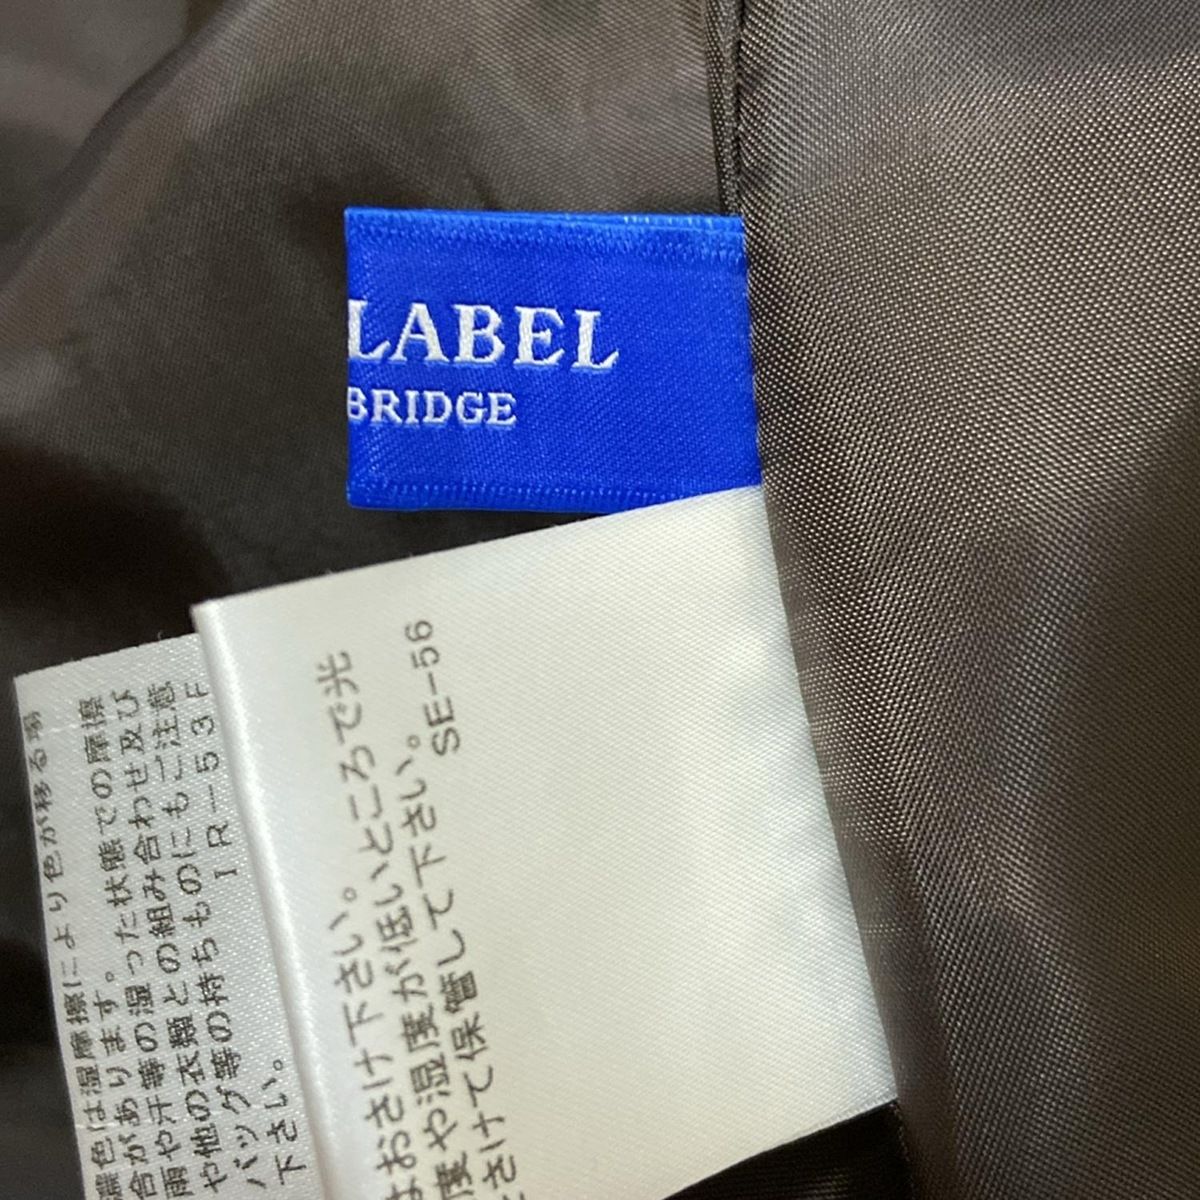 LABEL
BRIDGE
濃色は湿摩擦により色が移る場
合があります。
雨や汗等の湿った状態での摩擦
や他の衣類との組み合わせ及び
バッグ等の持ちものにもご注意
下さい。 IR-53F
はおさけ下さい。
度や湿度が低いところで光
さけて保管して下さい。
SE-56